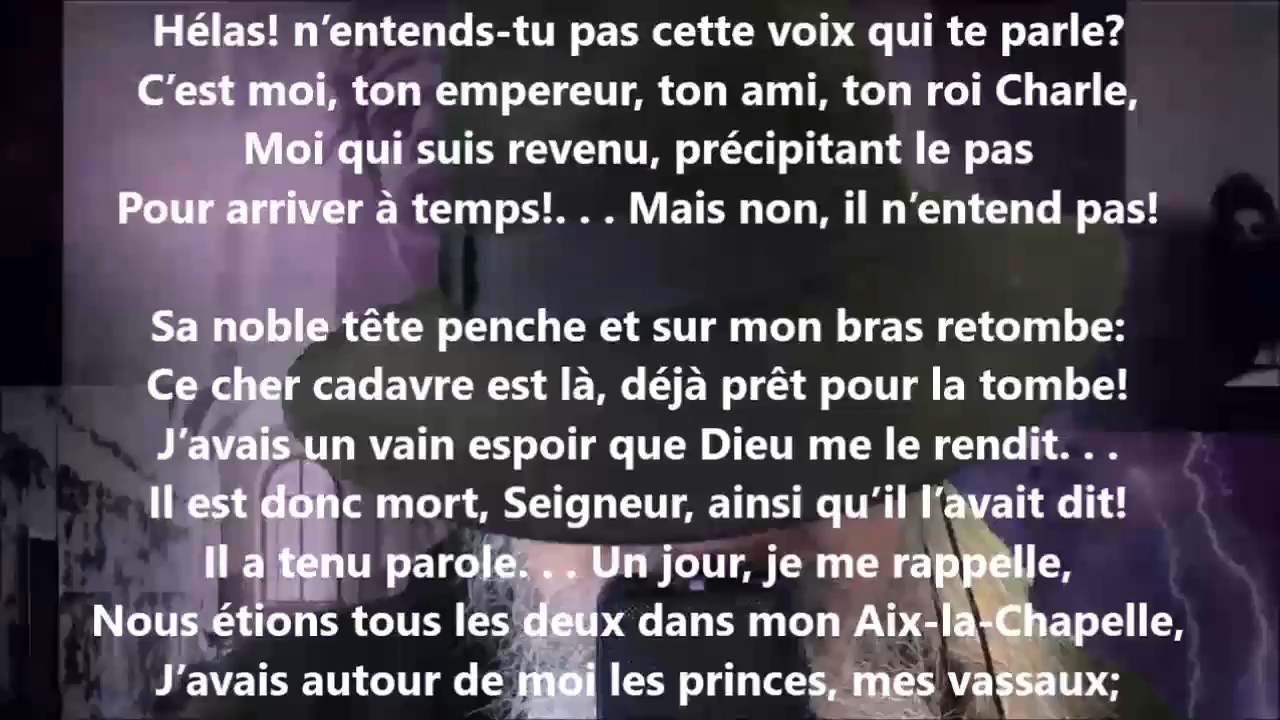 Hélas! n’entends-tu pas cette voix qui te parle?
C’est moi, ton empereur, ton ami, ton roi Charle,
Moi qui suis revenu, précipitant le pas
Pour arriver à temps!. . . Mais non, il n’entend pas!
Sa noble tête penche et sur mon bras retombe:
Ce cher cadavre est là, déjà prêt pour la tombe!
J’avais un vain espoir que Dieu me le rendit. . .
Il est donc mort, Seigneur, ainsi qu’il l’avait dit!
Il a tenu parole. . . Un jour, je me rappelle,
Nous étions tous les deux dans mon Aix-la-Chapelle,
J’avais autour de moi les princes, mes vassaux;